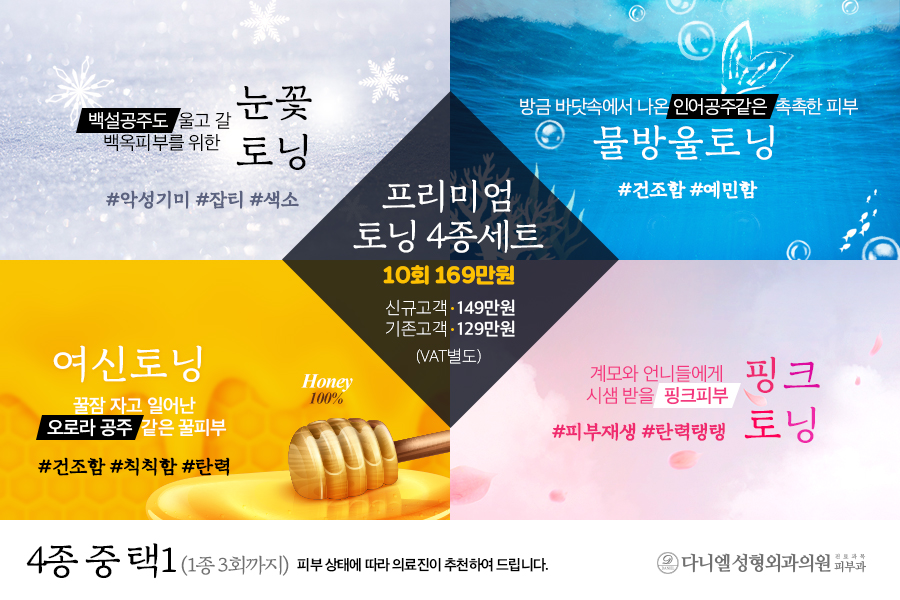 백설공주도 울고 갈
백옥피부를 위한
눈꽃
토닝
#악성기미 #잡티 #색소
방금 바닷속에서 나온 인어공주같은 촉촉한 피부
물방울토닝
#건조함 #예민함
프리미엄
토닝 4종세트
10회 169만원
신규고객·149만원
기존고객·129만원
(VAT별도)
여신토닝
꿀잠 자고 일어난
오로라 공주 같은 꿀피부
#건조함 #칙칙함 #탄력
Honey
100%
계모와 언니들에게
시샘 받을 핑크피부
핑크
토닝
#피부재생 #탄력탱탱
4종 중 택1 (1종 3회까지) 피부 상태에 따라 의료진이 추천하여 드립니다.
다니엘성형외과의원 진료과목 피부과